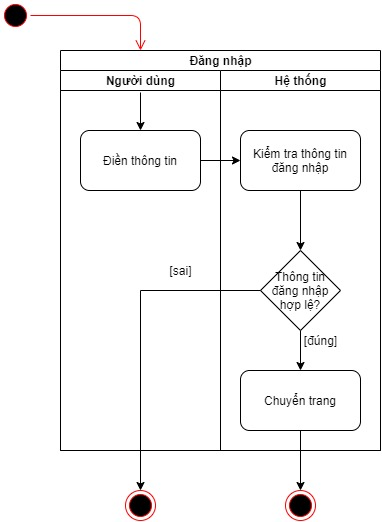 Đăng nhập
Người dùng
Hệ thống
Điền thông tin
Kiểm tra thông tin
đăng nhập
Thông tin
đăng nhập
hợp lệ?
[sai]
[đúng]
Chuyển trang